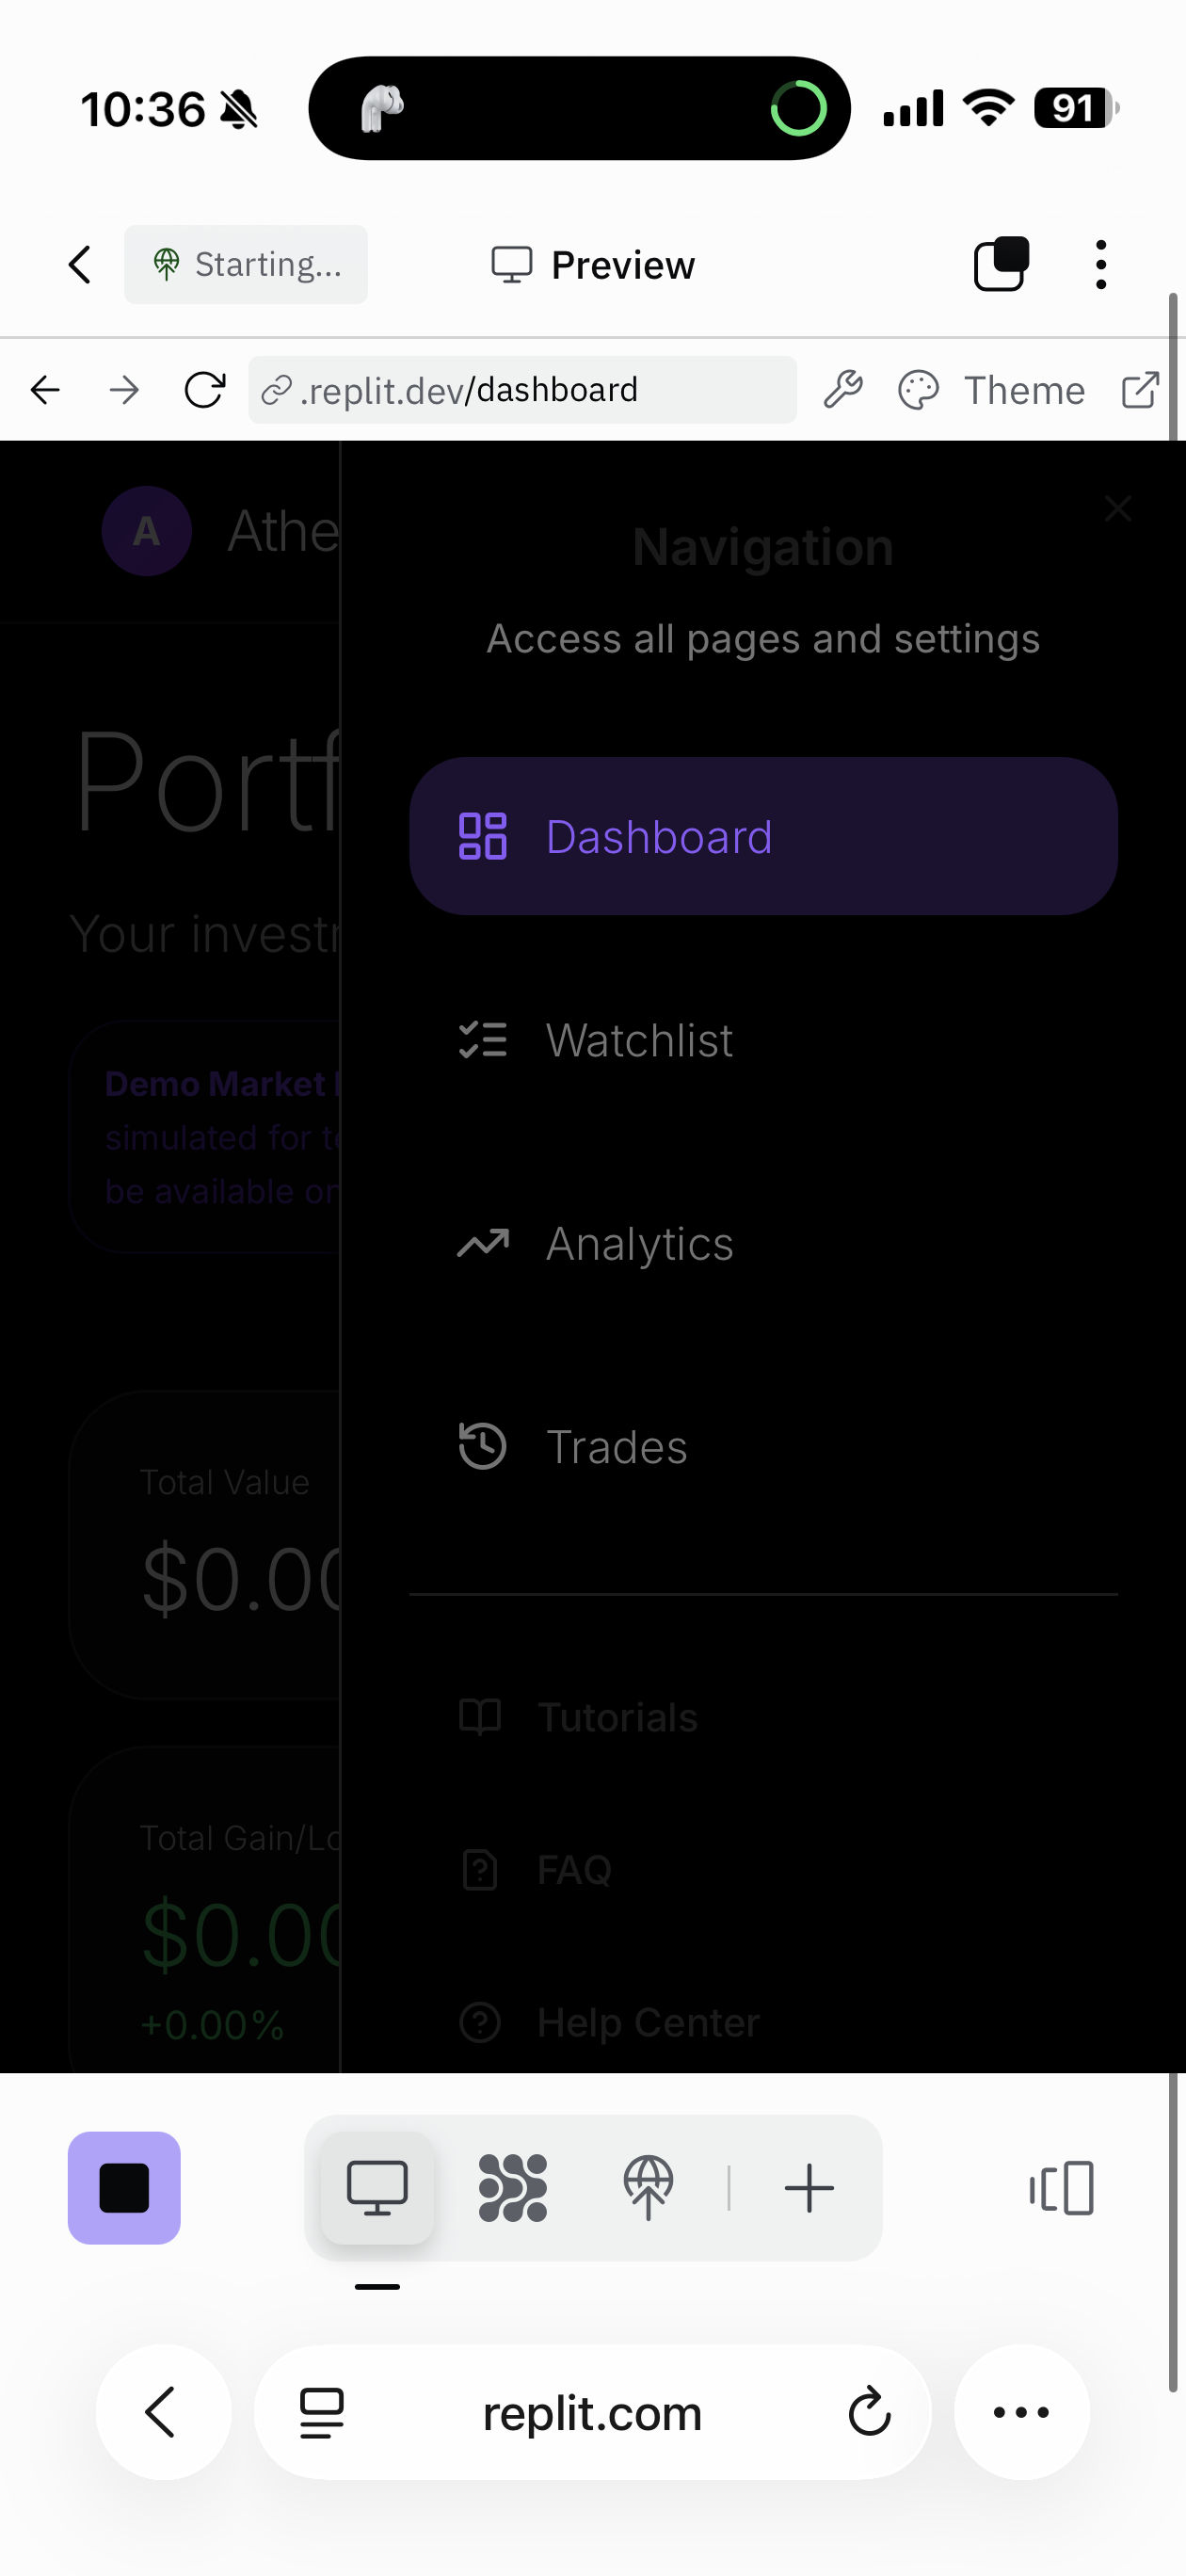 10:36
91
Starting...
Preview
.replit.dev/dashboard
Theme
A
Athe
Navigation
Access all pages and settings
Portf
Dashboard
Your invest
Demo Market
simulated for
be available
Watchlist
Analytics
Trades
Total Value
$0.00
Tutorials
Total Gain/Lo
FAQ
$0.00
+0.00%
Help Center
replit.com